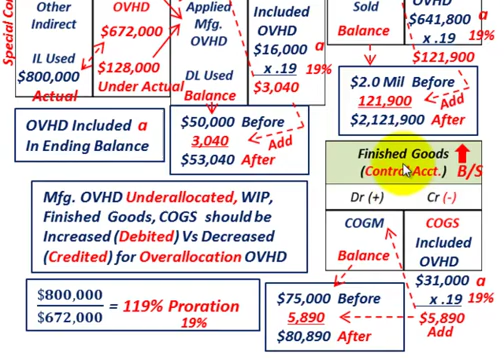 Special Co
Other
Indirect
IL Used
$800,000
Actual
OVHD
$672,000
$128,000
Under Actual
Applied
Mfg.
OVHD
DL Used
Balance
Included
OVHD
$16,000 a
x .19 19%
$3,040
Sold
Balance
OVHD
$641,800 a
x .19 19%
$121,900
$50,000 Before
3,040 Add
$53,040 After
$2.0 Mil Before
121,900 Add
$2,121,900 After
OVHD Included a
In Ending Balance
Finished Goods
(Control Acct.) B/S
Dr (+) Cr (-)
COGM
Balance
COGS
Included
OVHD
$31,000 a
x .19 19%
$5,890
Add
Mfg. OVHD Underallocated, WIP,
Finished Goods, COGS should be
Increased (Debited) Vs Decreased
(Credited) for Overallocation OVHD
$800,000
$672,000
= 119% Proration
19%
$75,000 Before
5,890
$80,890 After